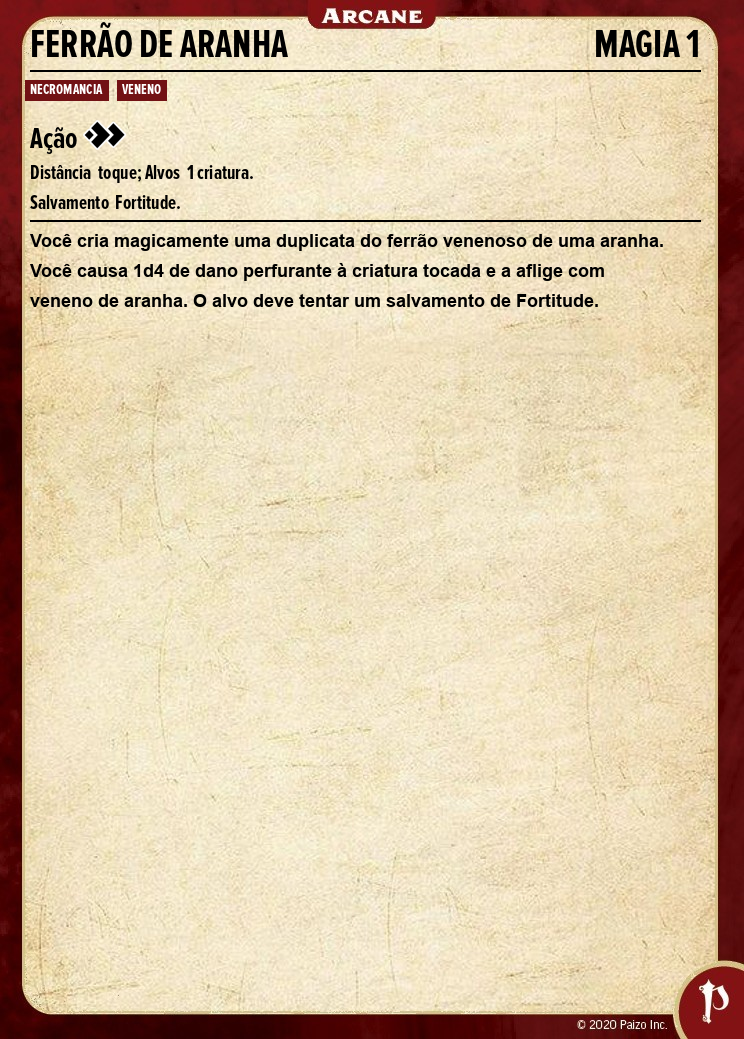 ARCANE
FERRÃO DE ARANHA MAGIA 1
NECROMANCIA VENENO
Ação
Distância toque; Alvos 1 criatura.
Salvamento Fortitude.
Você cria magicamente uma duplicata do ferrão venenoso de uma aranha.
Você causa 1d4 de dano perfurante à criatura tocada e a aflige com
veneno de aranha. O alvo deve tentar um salvamento de Fortitude.
© 2020 Paizo Inc.